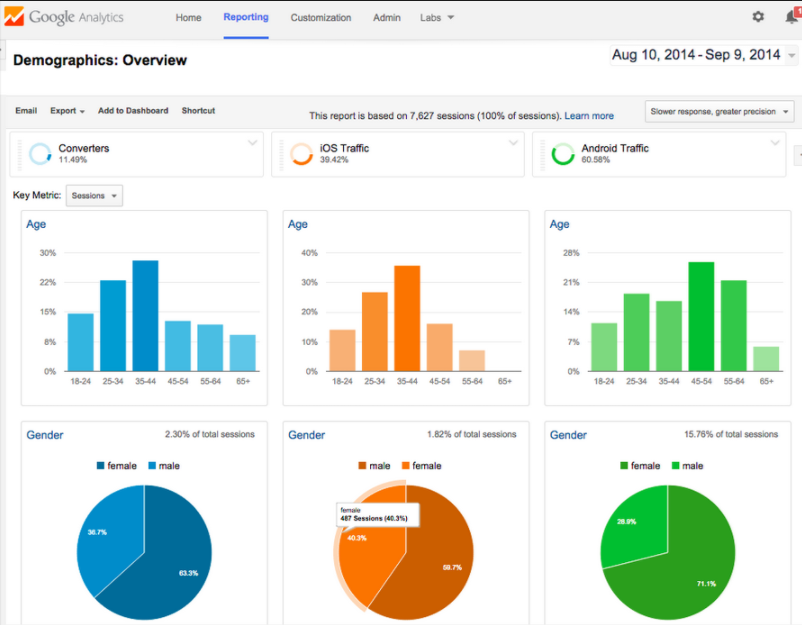 Google Analytics
Home Reporting Customization Admin Labs
1
Demographics: Overview
Aug 10, 2014 - Sep 9, 2014
Email Export Add to Dashboard Shortcut
This report is based on 7,627 sessions (100% of sessions). Learn more
Slower response, greater precision
Converters
11.49%
iOS Traffic
39.42%
Android Traffic
60.58%
Key Metric: Sessions
Age
30%
22%
15%
8%
0%
18-24 25-34 35-44 45-54 55-64 65+
Age
40%
30%
20%
10%
0%
18-24 25-34 35-44 45-54 55-64 65+
Age
28%
21%
14%
7%
0%
18-24 25-34 35-44 45-54 55-64 65+
Gender 2.30% of total sessions
female male
36.7%
63.3%
Gender 1.82% of total sessions
male female
female
487 Sessions (40.3%)
40.3%
59.7%
Gender 15.76% of total sessions
female male
28.9%
71.1%